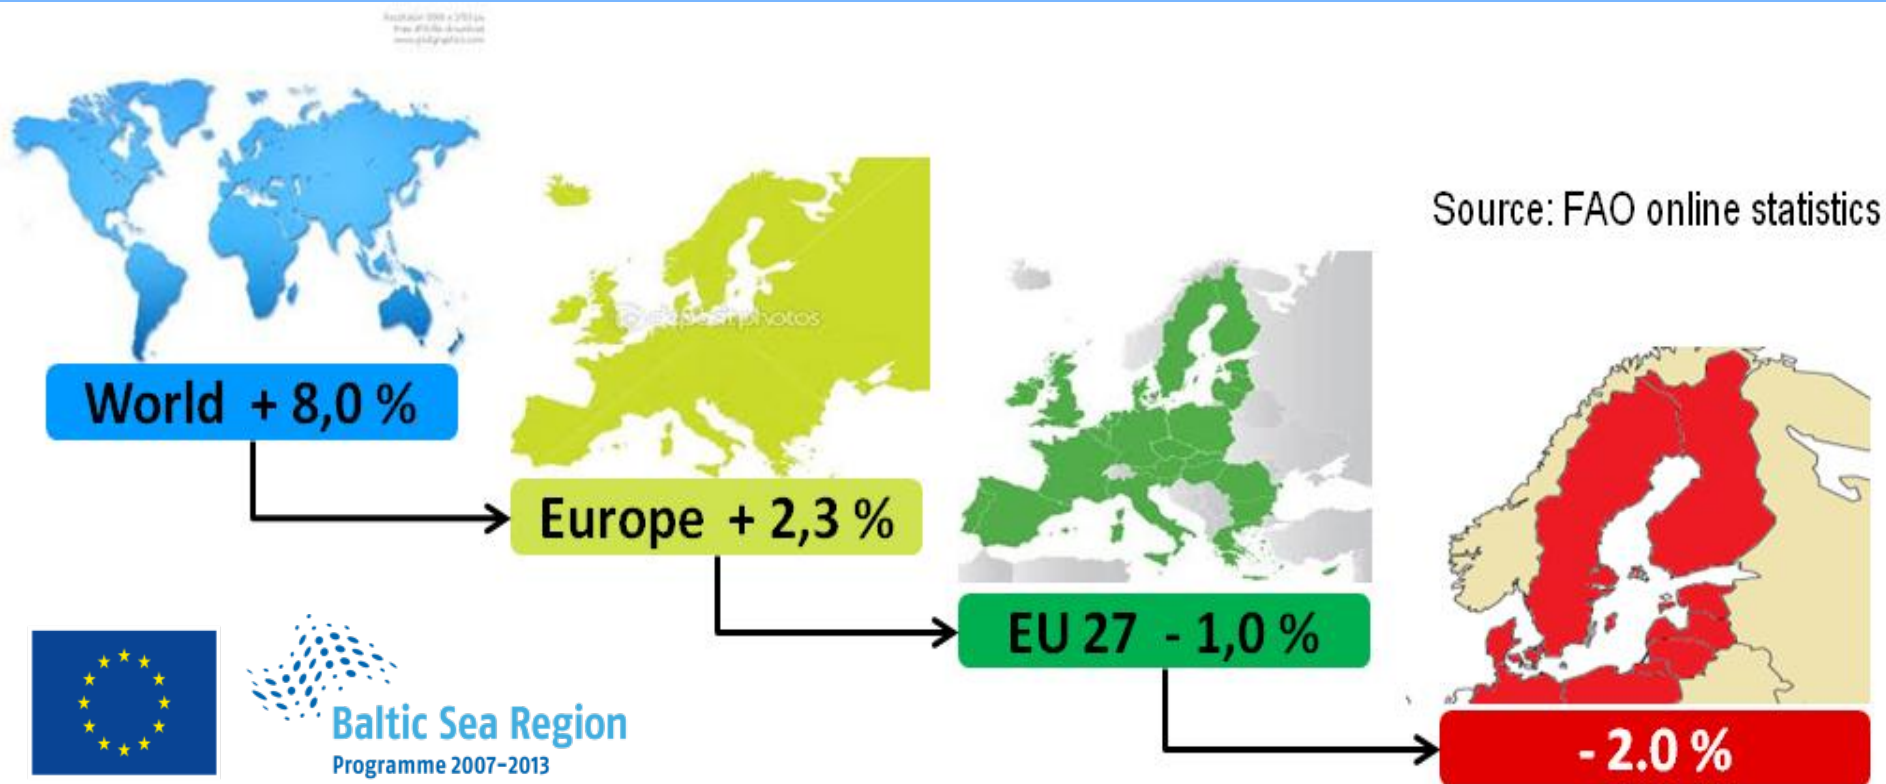 World + 8,0 %
Source: FAO online statistics
depositphotos
Europe + 2,3 %
EU 27 - 1,0 %
Baltic Sea Region
Programme 2007-2013
- 2.0 %